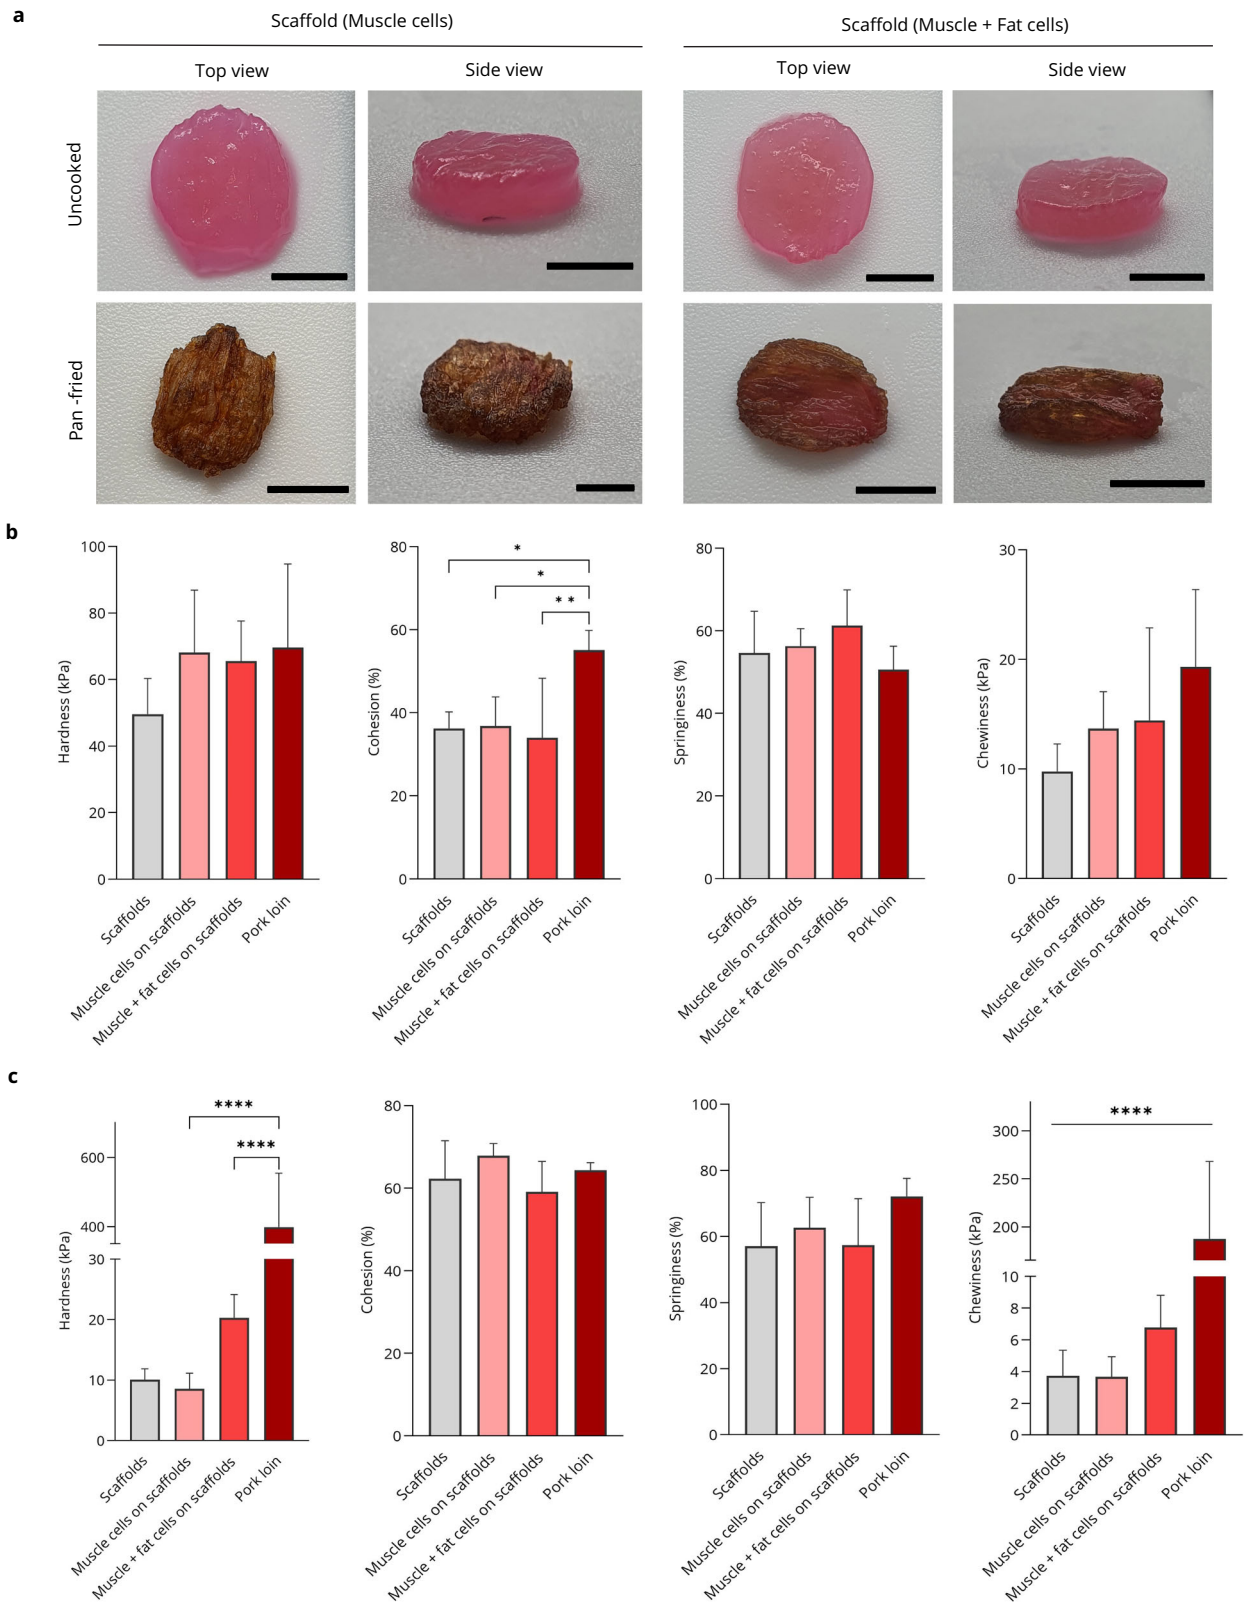 a
Scaffold (Muscle cells)
Scaffold (Muscle + Fat cells)
Top view
Side view
Top view
Side view
Uncooked
Pan -fried
b
Hardness (kPa)
100
80
60
40
20
0
Scaffolds
Muscle cells on scaffolds
Muscle + fat cells on scaffolds
Pork loin
Cohesion (%)
80
60
40
20
0
*
*
**
Scaffolds
Muscle cells on scaffolds
Muscle + fat cells on scaffolds
Pork loin
Springiness (%)
80
60
40
20
0
Scaffolds
Muscle cells on scaffolds
Muscle + fat cells on scaffolds
Pork loin
Chewiness (kPa)
30
20
10
0
Scaffolds
Muscle cells on scaffolds
Muscle + fat cells on scaffolds
Pork loin
c
Hardness (kPa)
600
400
30
20
10
0
****
****
Scaffolds
Muscle cells on scaffolds
Muscle + fat cells on scaffolds
Pork loin
Cohesion (%)
80
60
40
20
0
Scaffolds
Muscle cells on scaffolds
Muscle + fat cells on scaffolds
Pork loin
Springiness (%)
100
80
60
40
20
0
Scaffolds
Muscle cells on scaffolds
Muscle + fat cells on scaffolds
Pork loin
Chewiness (kPa)
300
250
200
10
8
6
4
2
0
****
Scaffolds
Muscle cells on scaffolds
Muscle + fat cells on scaffolds
Pork loin